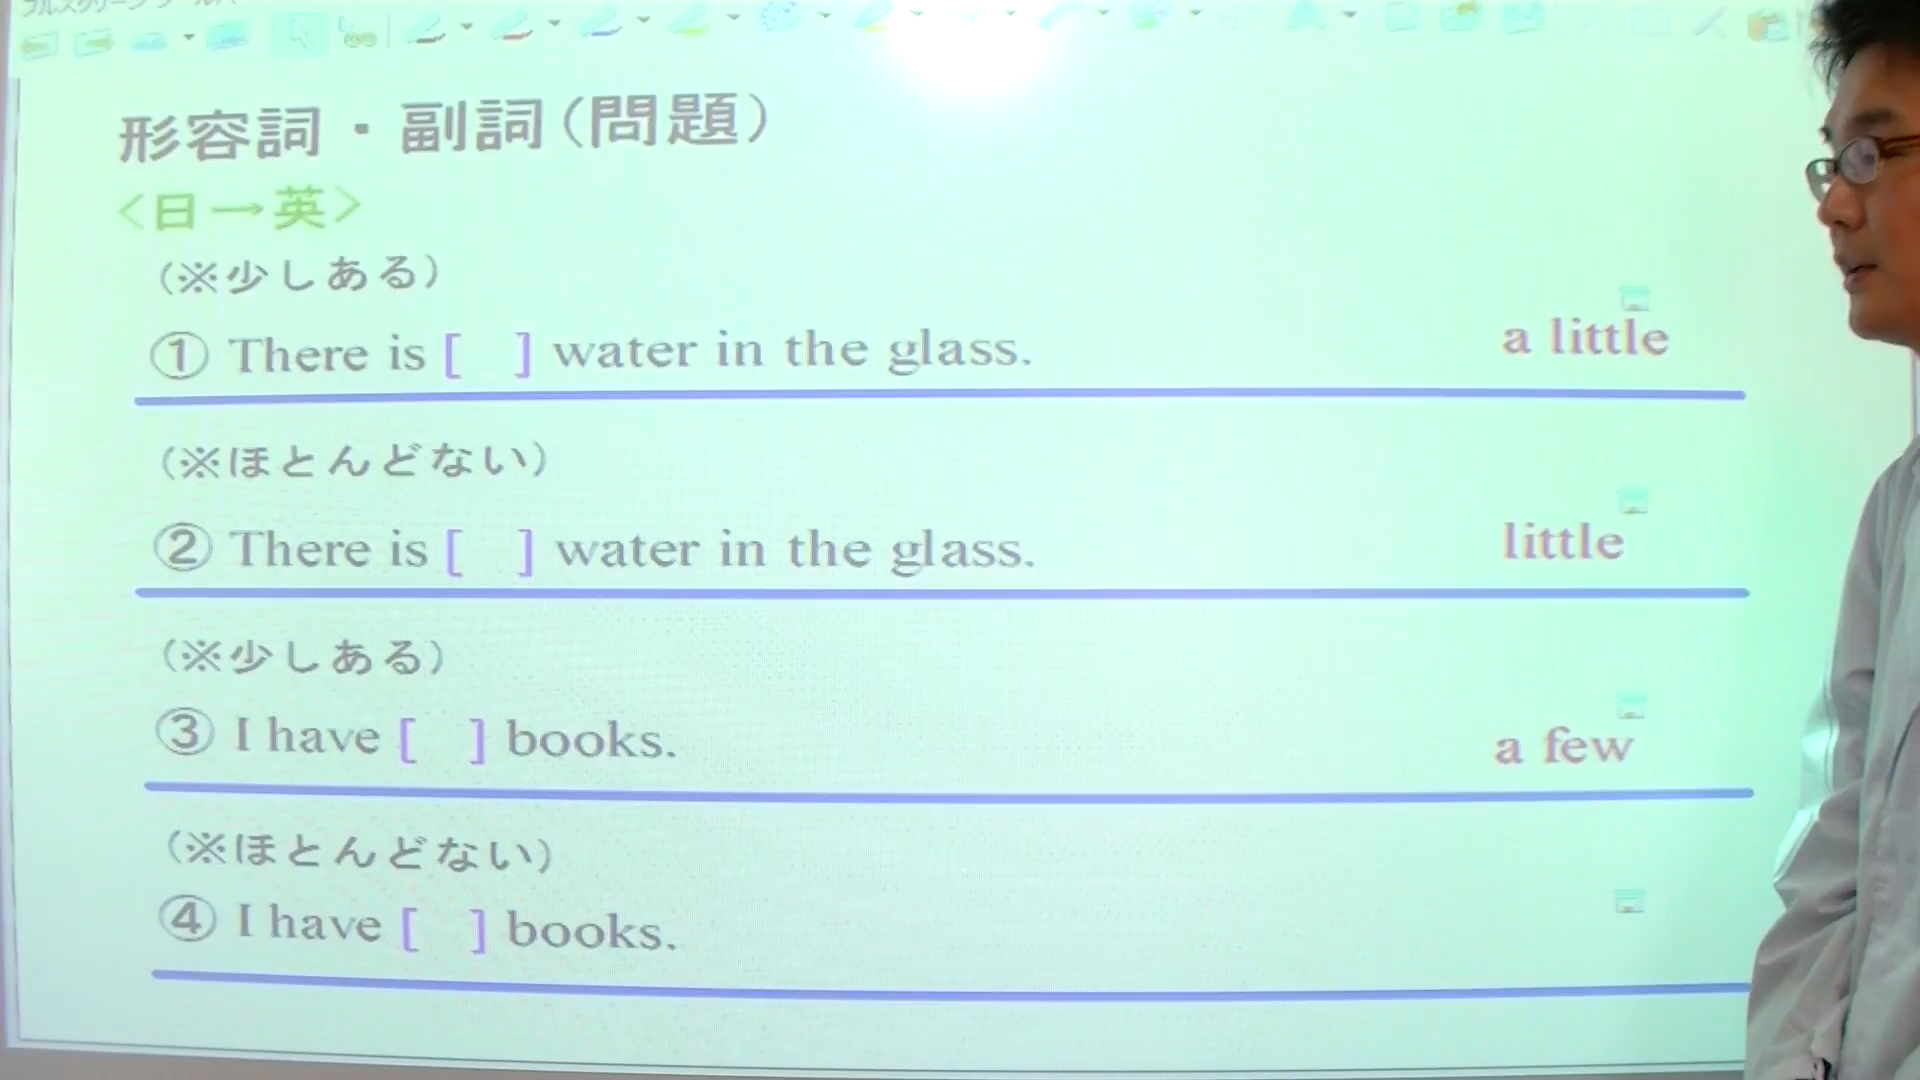 形容詞・副詞(問題)
<日→英>
(※少しある)
① There is [ ] water in the glass. a little
(※ほとんどない)
② There is [ ] water in the glass. little
(※少しある)
③ I have [ ] books. a few
(※ほとんどない)
④ I have [ ] books.